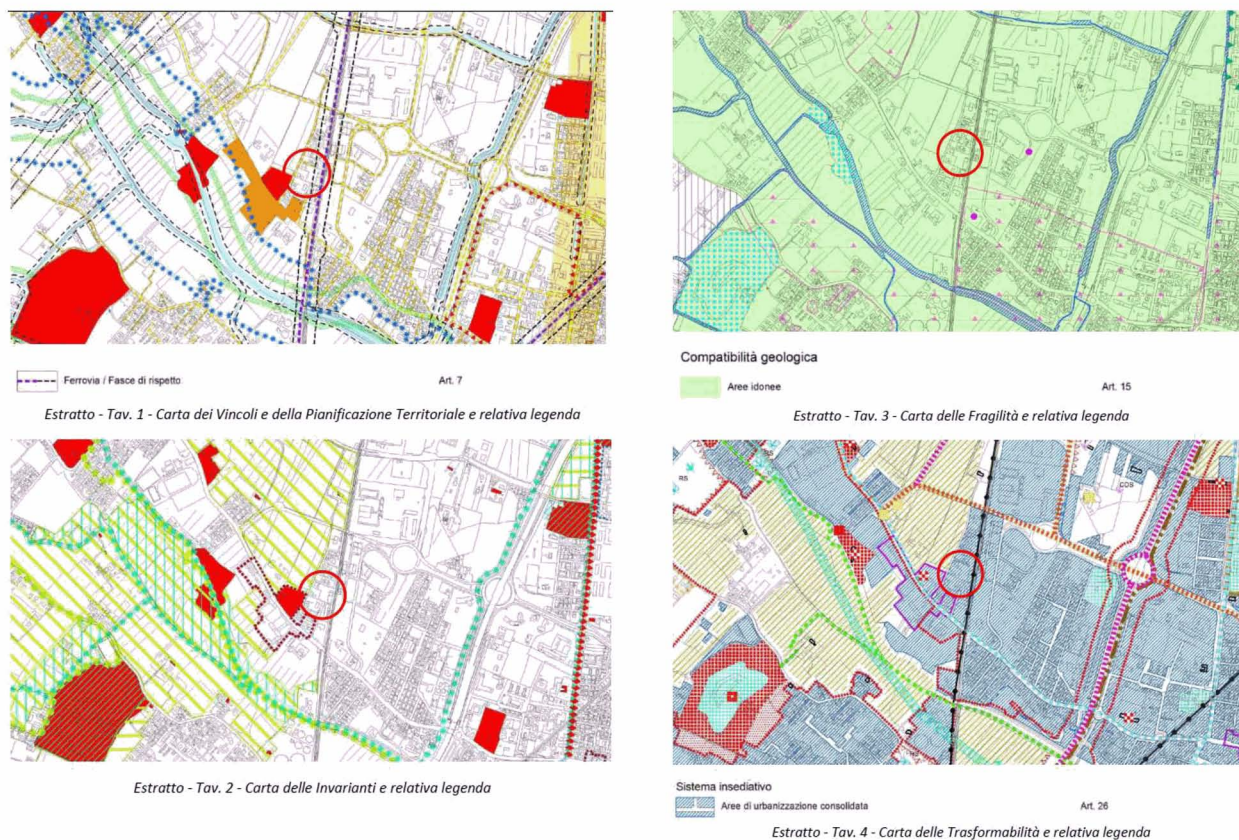 Ferrovia / Fasce di rispetto Art. 7
Estratto - Tav. 1 - Carta dei Vincoli e della Pianificazione Territoriale e relativa legenda
Compatibilità geologica
Aree idonee Art. 15
Estratto - Tav. 3 - Carta delle Fragilità e relativa legenda
Estratto - Tav. 2 - Carta delle Invarianti e relativa legenda
RS
CDS
Sistema insediativo
Aree di urbanizzazione consolidata Art. 26
Estratto - Tav. 4 - Carta delle Trasformabilità e relativa legenda